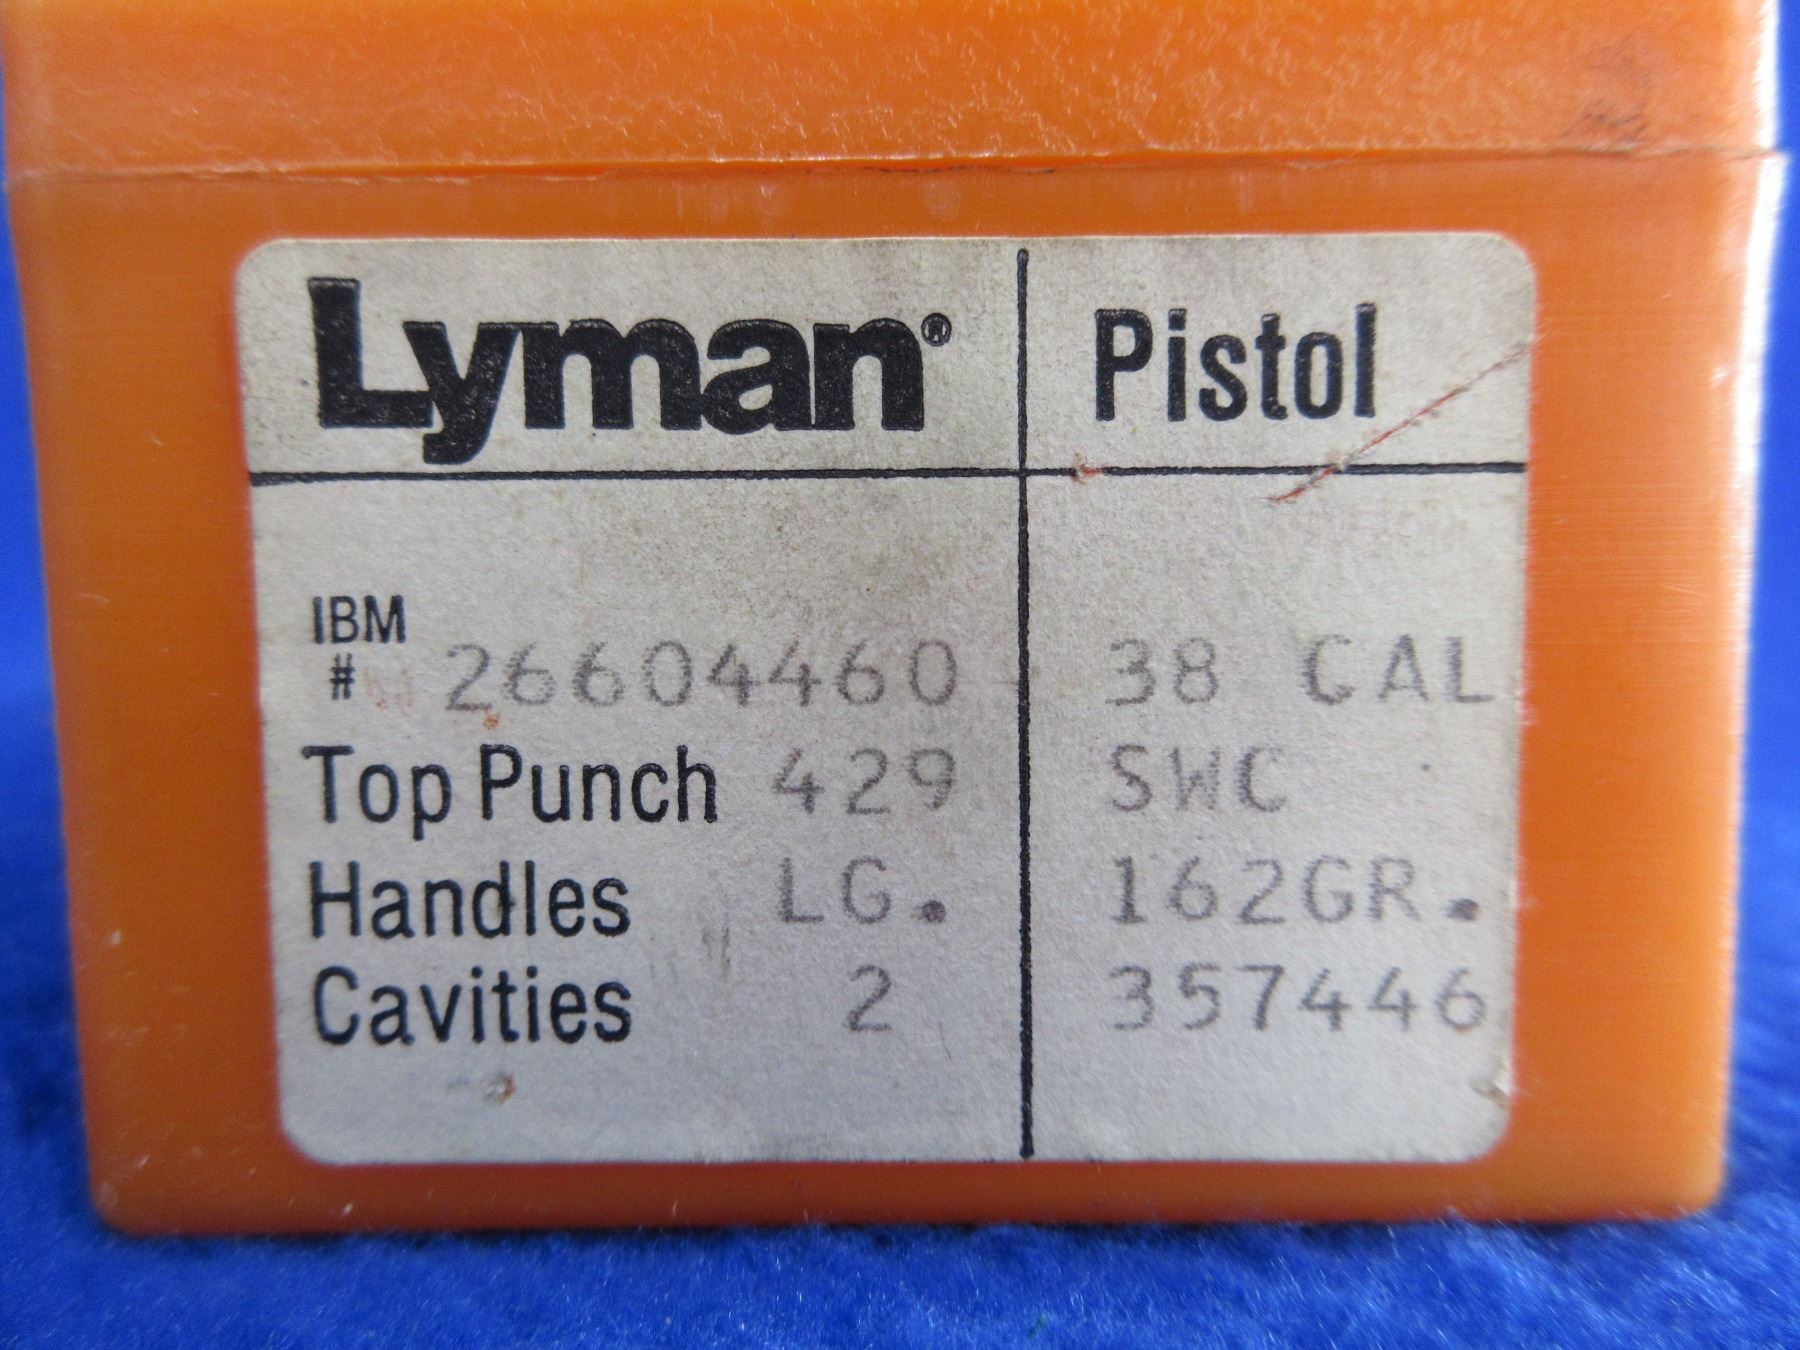 Lyman® Pistol
IBM
# 26604460 38 CAL
Top Punch 429 SWC
Handles LG. 162GR.
Cavities 2 357446